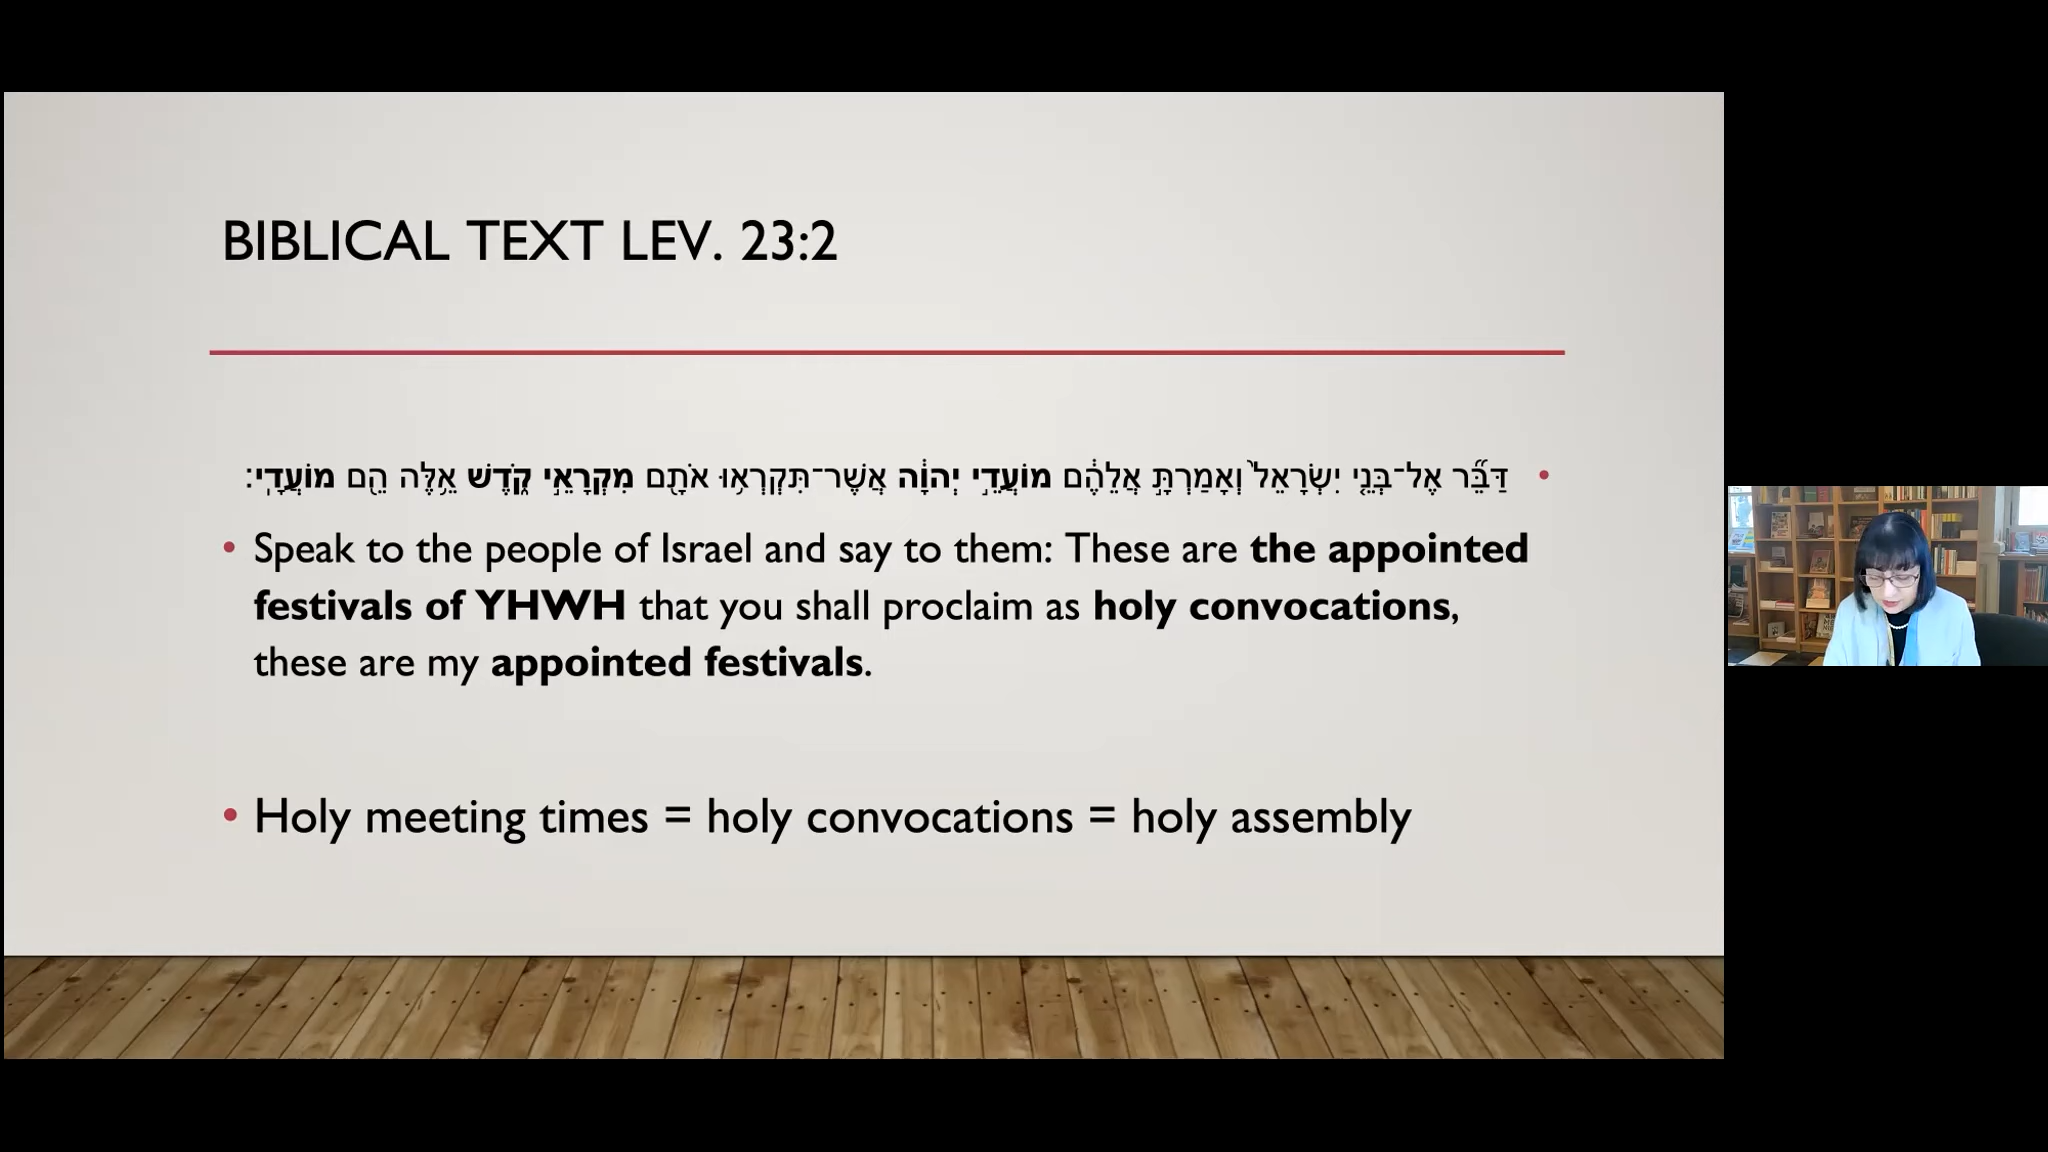 BIBLICAL TEXT LEV. 23:2
• דַּבֵּ֞ר אֶל־בְּנֵ֤י יִשְׂרָאֵל֙ וְאָמַרְתָּ֣ אֲלֵהֶ֔ם מוֹעֲדֵ֣י יְהוָ֔ה אֲשֶׁר־תִּקְרְא֥וּ אֹתָ֖ם מִקְרָאֵ֣י קֹ֑דֶשׁ אֵ֥לֶּה הֵ֖ם מוֹעֲדָֽי׃
• Speak to the people of Israel and say to them: These are the appointed
festivals of YHWH that you shall proclaim as holy convocations,
these are my appointed festivals.
• Holy meeting times = holy convocations = holy assembly